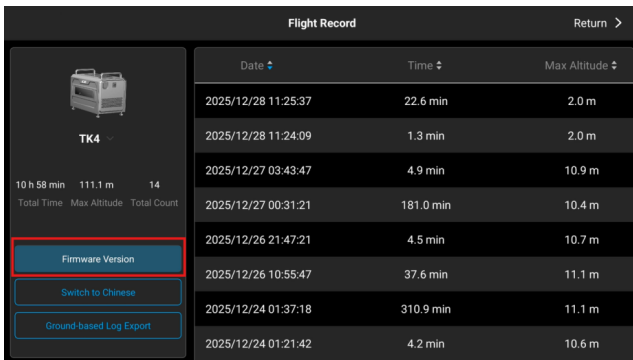 Flight Record
Return
Date Time Max Altitude
TK4
10 h 58 min 111.1 m 14
Total Time Max Altitude Total Count
Firmware Version
Switch to Chinese
Ground-based Log Export
2025/12/28 11:25:37 22.6 min 2.0 m
2025/12/28 11:24:09 1.3 min 2.0 m
2025/12/27 03:43:47 4.9 min 10.9 m
2025/12/27 00:31:21 181.0 min 10.4 m
2025/12/26 21:47:21 4.5 min 10.7 m
2025/12/26 10:55:47 37.6 min 11.1 m
2025/12/24 01:37:18 310.9 min 11.1 m
2025/12/24 01:21:42 4.2 min 10.6 m